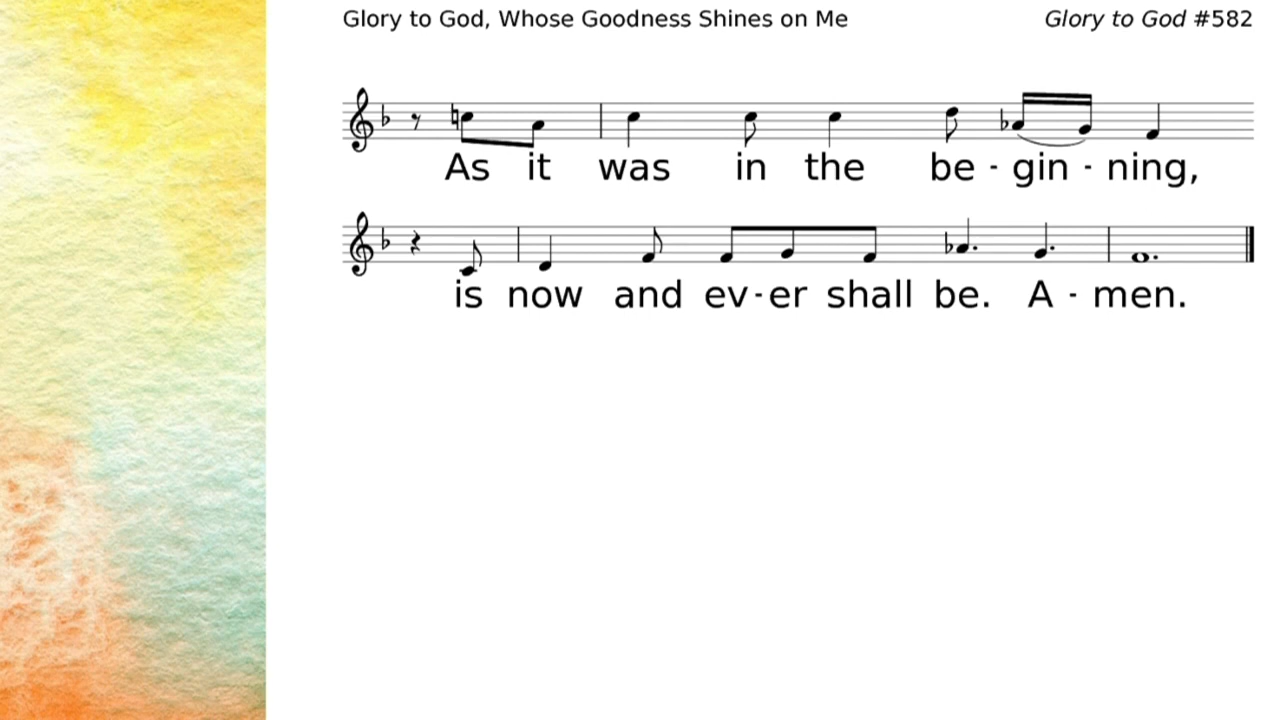 Glory to God, Whose Goodness Shines on Me
Glory to God #582
As it was in the be - gin - ning,
is now and ev - er shall be. A - men.